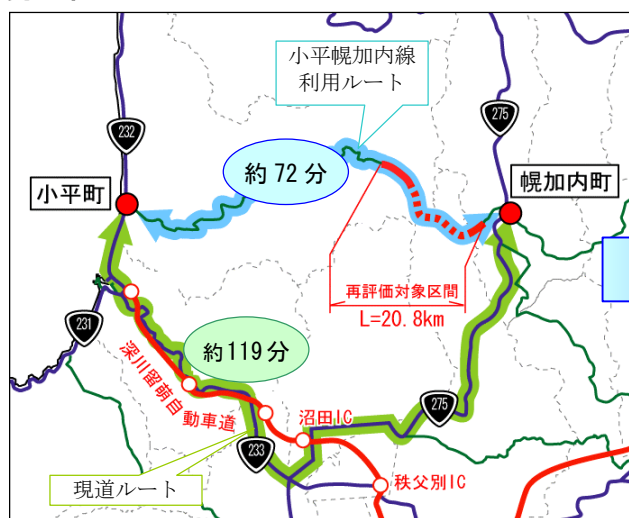 小平幌加内線
利用ルート
232
275
約72分
小平町
幌加内町
再評価対象区間
L=20.8km
231
約119分
深川留萌自動車道
275
沼田IC
233
秩父別IC
現道ルート